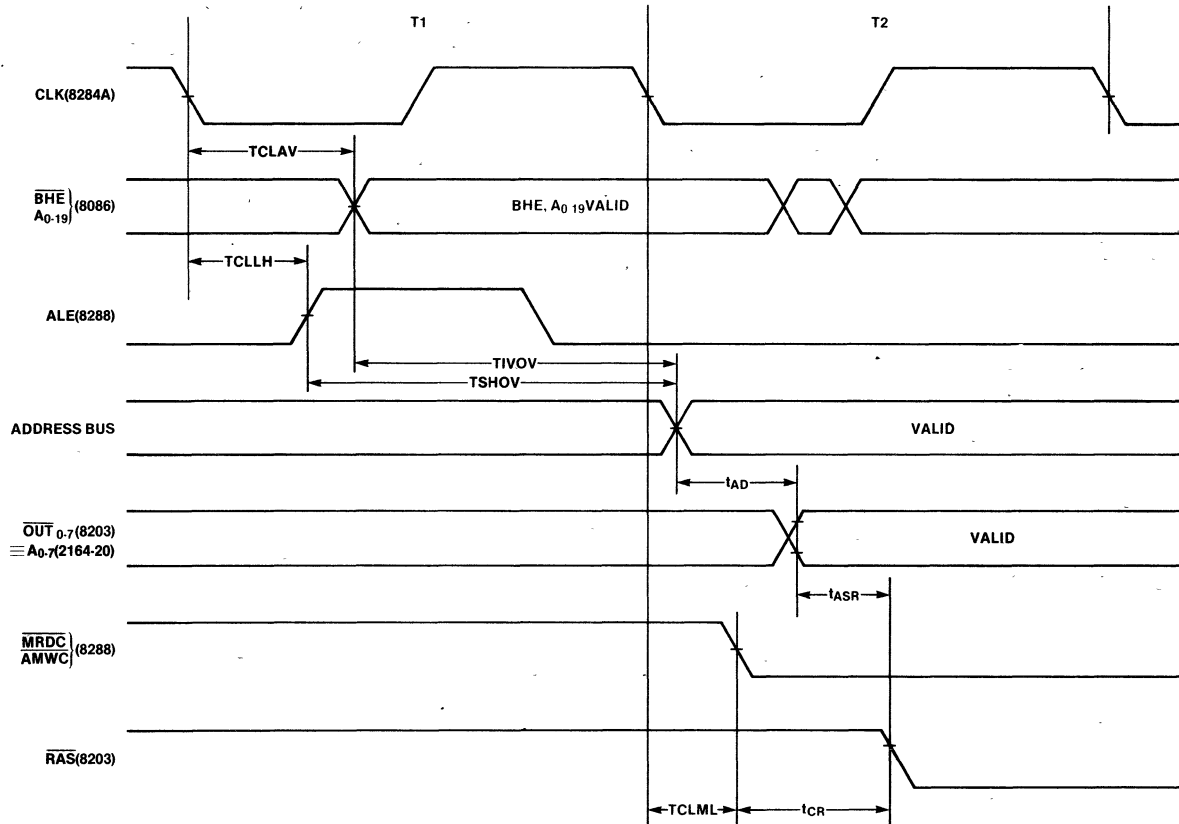 T1 T2
CLK(8284A)
TCLAV
BHE
A0-19
(8086)
BHE, A0 19VALID
TCLLH
ALE(8288)
TIVOV
TSHOV
ADDRESS BUS
VALID
tAD
OUT 0-7(8203)
≡ A0-7(2164-20)
VALID
tASR
MRDC
AMWC
(8288)
RAS(8203)
TCLML
tCR